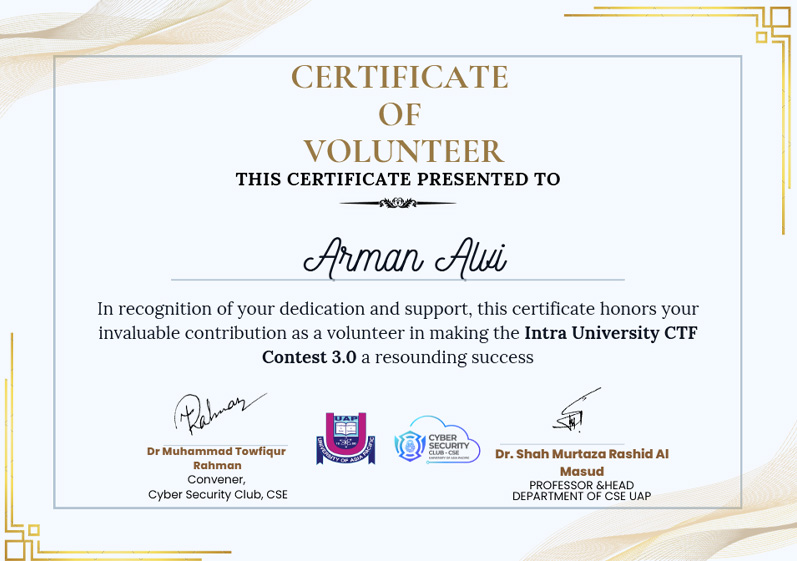 CERTIFICATE
OF
VOLUNTEER
THIS CERTIFICATE PRESENTED TO
Arman Alvi
In recognition of your dedication and support, this certificate honors your
invaluable contribution as a volunteer in making the Intra University CTF
Contest 3.0 a resounding success
Rahman
UAP
UNIVERSITY OF ASIA PACIFIC
CYBER
SECURITY
CLUB - CSE
UNIVERSITY OF ASIA PACIFIC
Dr Muhammad Towfiqur
Rahman
Convener,
Cyber Security Club, CSE
Dr. Shah Murtaza Rashid Al
Masud
PROFESSOR &HEAD
DEPARTMENT OF CSE UAP